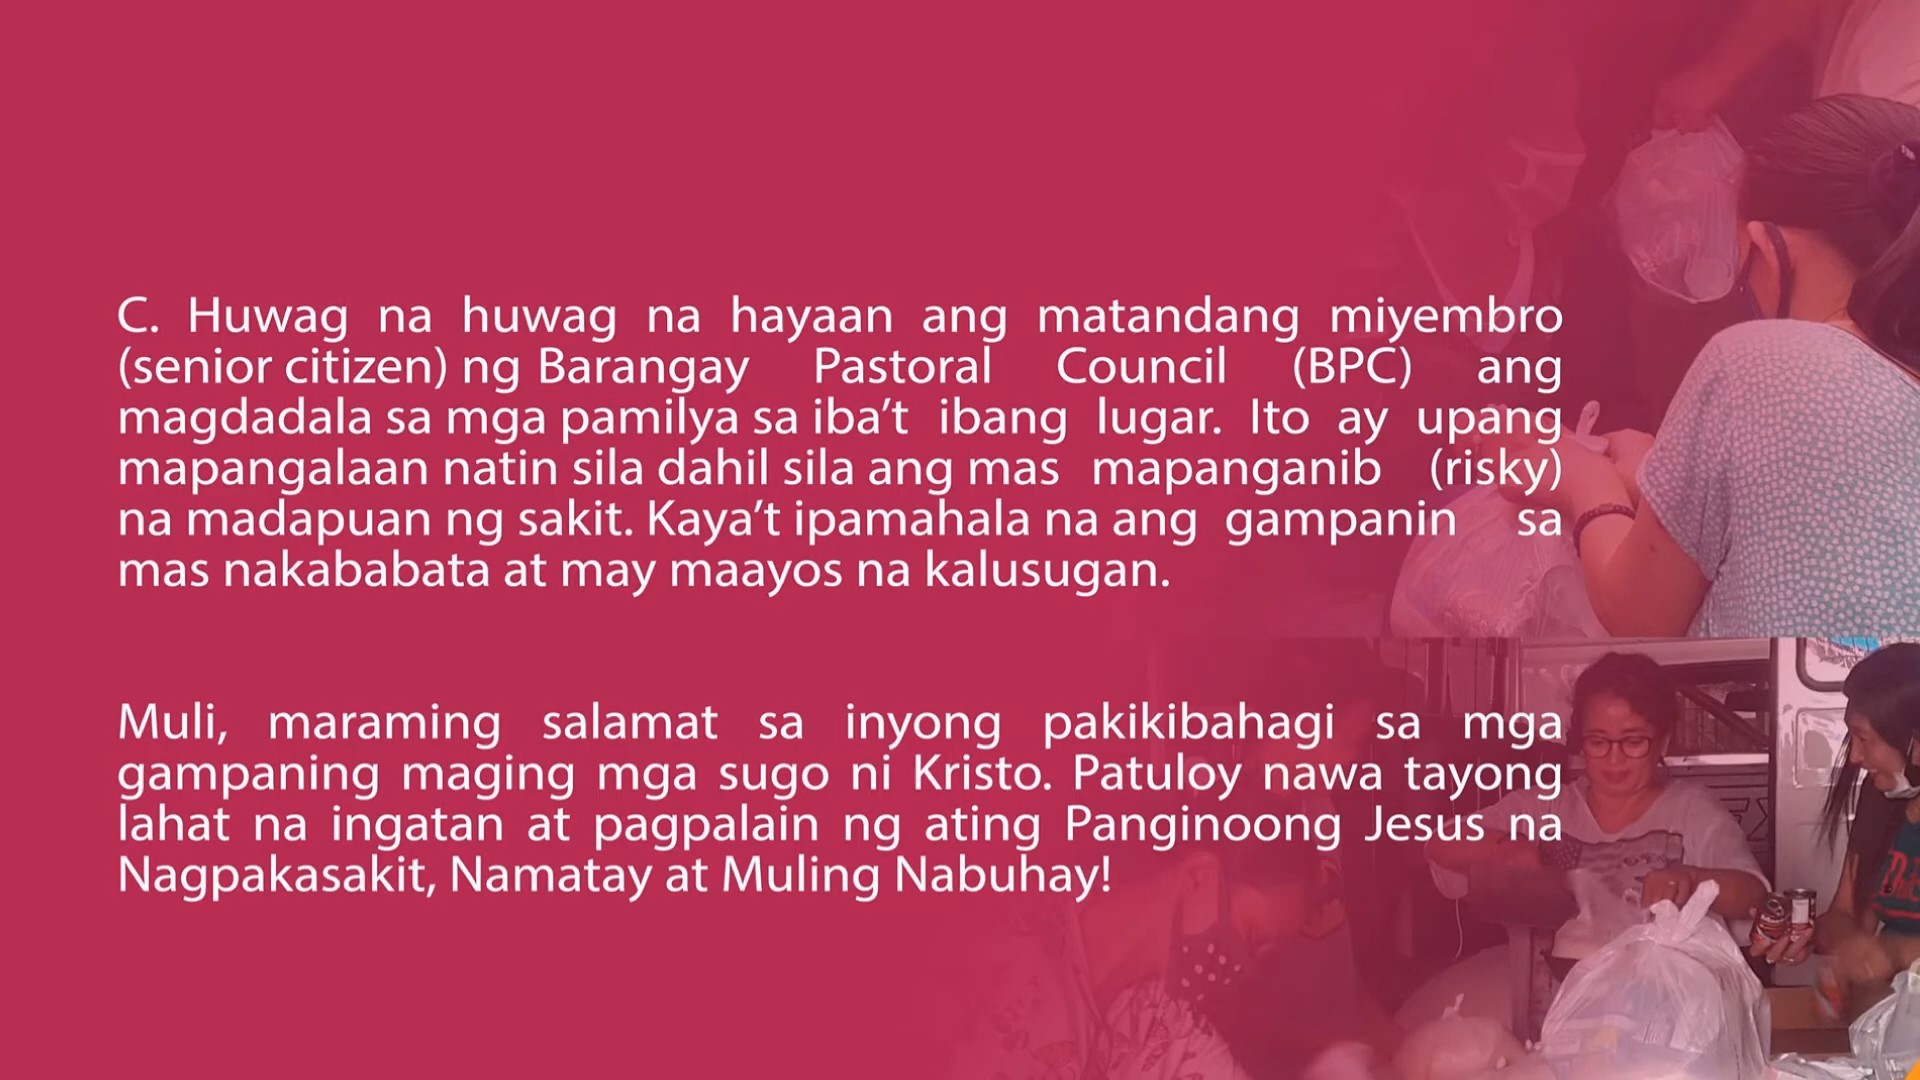 C. Huwag na huwag na hayaan ang matandang miyembro
(senior citizen) ng Barangay Pastoral Council (BPC) ang
magdadala sa mga pamilya sa iba't ibang lugar. Ito ay upang
mapangalaan natin sila dahil sila ang mas mapanganib (risky)
na madapuan ng sakit. Kaya't ipamahala na ang gampanin sa
mas nakababata at may maayos na kalusugan.
Muli, maraming salamat sa inyong pakikibahagi sa mga
gampaning maging mga sugo ni Kristo. Patuloy nawa tayong
lahat na ingatan at pagpalain ng ating Panginoong Jesus na
Nagpakasakit, Namatay at Muling Nabuhay!